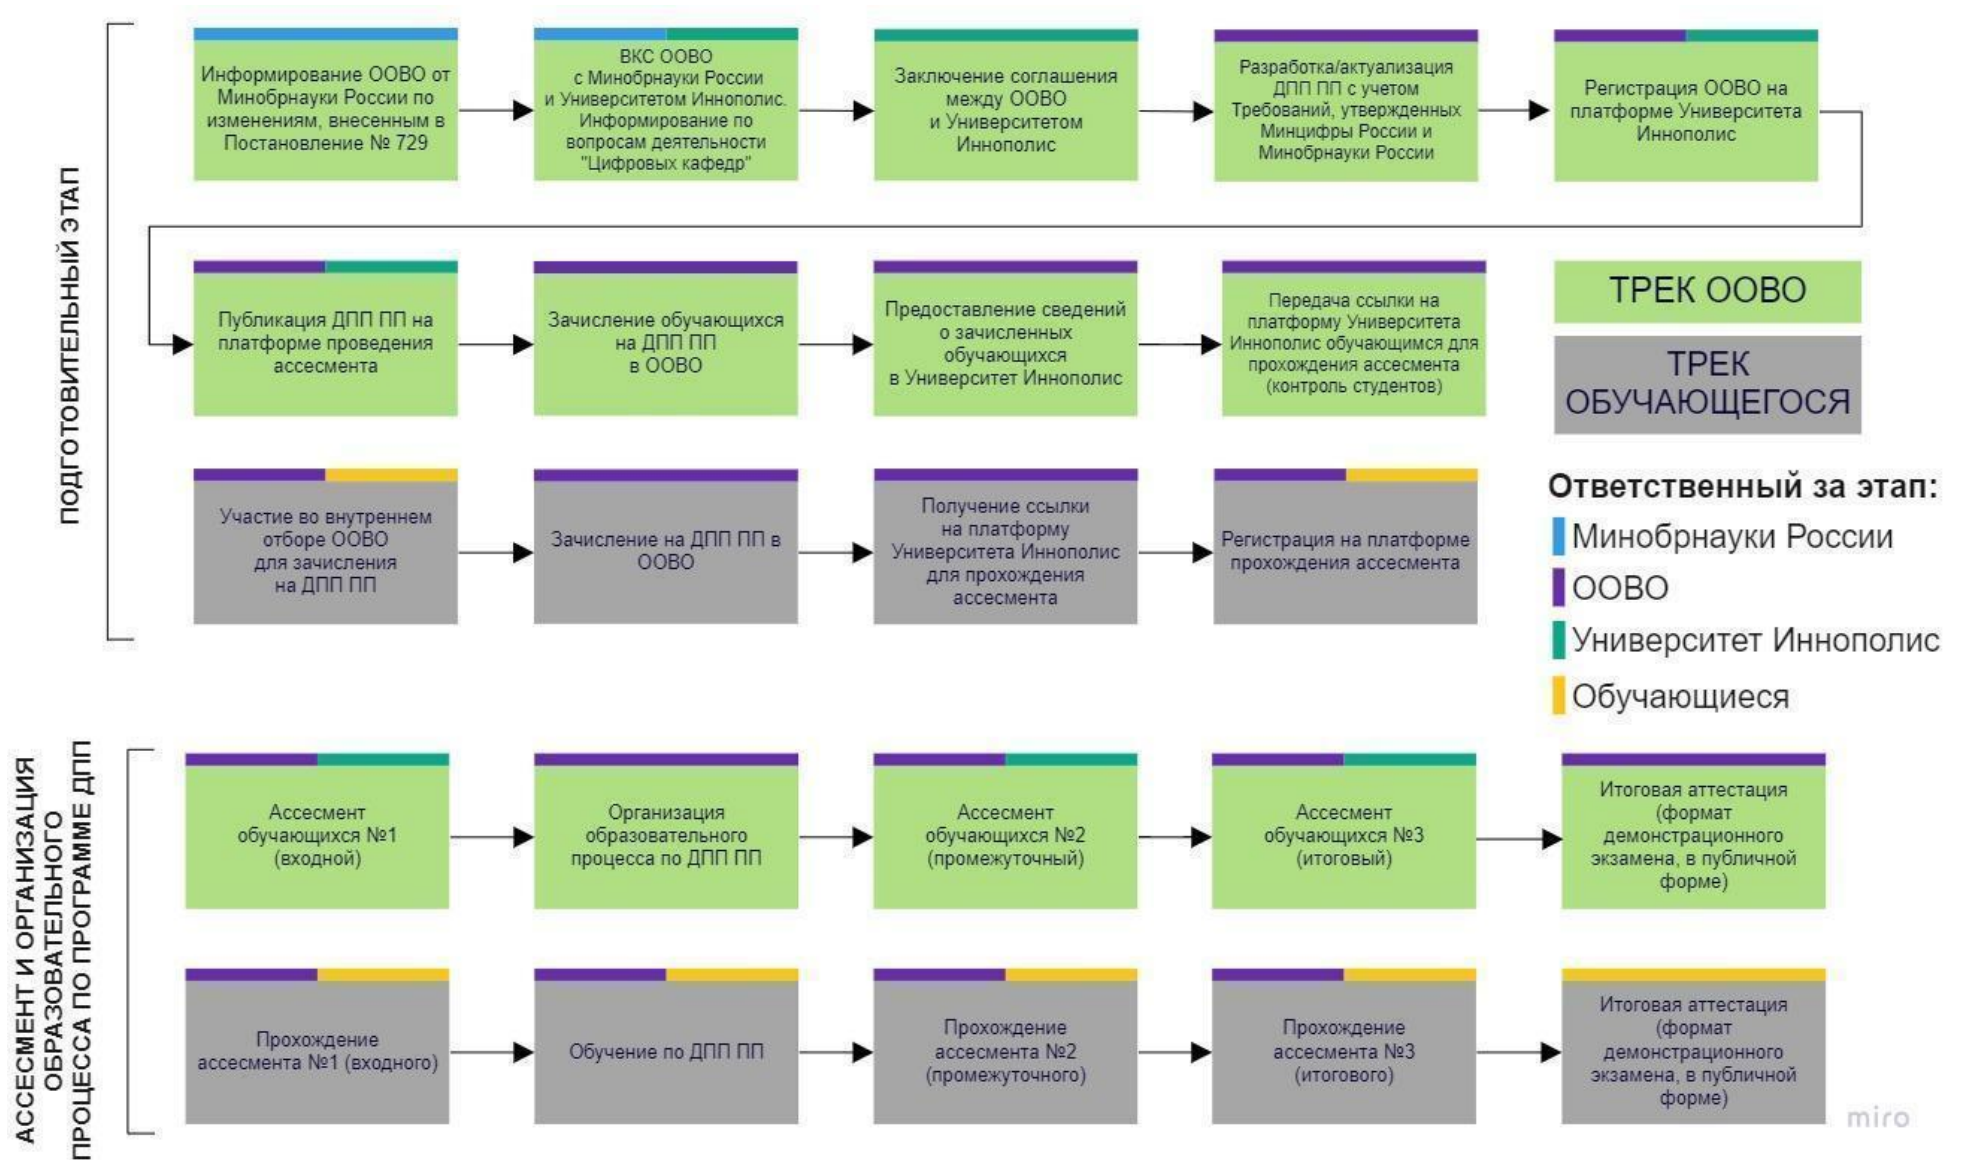 ПОДГОТОВИТЕЛЬНЫЙ ЭТАП
Информирование ООВО от
Минобрнауки России по
изменениям, внесенным в
Постановление № 729
ВКС ООВО
с Минобрнауки России
и Университетом Иннополис.
Информирование по
вопросам деятельности
"Цифровых кафедр"
Заключение соглашения
между ООВО
и Университетом
Иннополис
Разработка/актуализация
ДПП ПП с учетом
Требований, утвержденных
Минцифры России и
Минобрнауки России
Регистрация ООВО на
платформе Университета
Иннополис
Публикация ДПП ПП на
платформе проведения
ассесмента
Зачисление обучающихся
на ДПП ПП
в ООВО
Предоставление сведений
о зачисленных
обучающихся
в Университет Иннополис
Передача ссылки на
платформу Университета
Иннополис обучающимся для
прохождения ассесмента
(контроль студентов)
ТРЕК ООВО
ТРЕК
ОБУЧАЮЩЕГОСЯ
Участие во внутреннем
отборе ООВО
для зачисления
на ДПП ПП
Зачисление на ДПП ПП в
ООВО
Получение ссылки
на платформу
Университета Иннополис
для прохождения
ассесмента
Регистрация на платформе
прохождения ассесмента
Ответственный за этап:
Минобрнауки России
ООВО
Университет Иннополис
Обучающиеся
АССЕСМЕНТ И ОРГАНИЗАЦИЯ
ОБРАЗОВАТЕЛЬНОГО
ПРОЦЕССА ПО ПРОГРАММЕ ДПП
Ассесмент
обучающихся №1
(входной)
Организация
образовательного
процесса по ДПП ПП
Ассесмент
обучающихся №2
(промежуточный)
Ассесмент
обучающихся №3
(итоговый)
Итоговая аттестация
(формат
демонстрационного
экзамена, в публичной
форме)
Прохождение
ассесмента №1 (входного)
Обучение по ДПП ПП
Прохождение
ассесмента №2
(промежуточного)
Прохождение
ассесмента №3
(итогового)
Итоговая аттестация
(формат
демонстрационного
экзамена, в публичной
форме)
miro